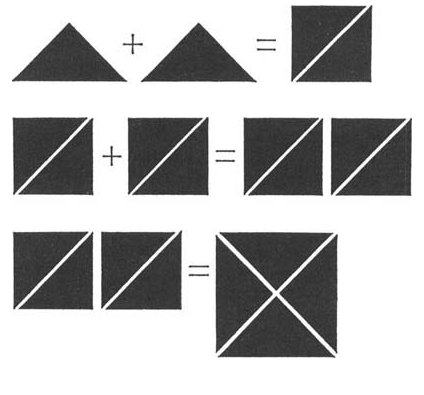 + =
+ =
=